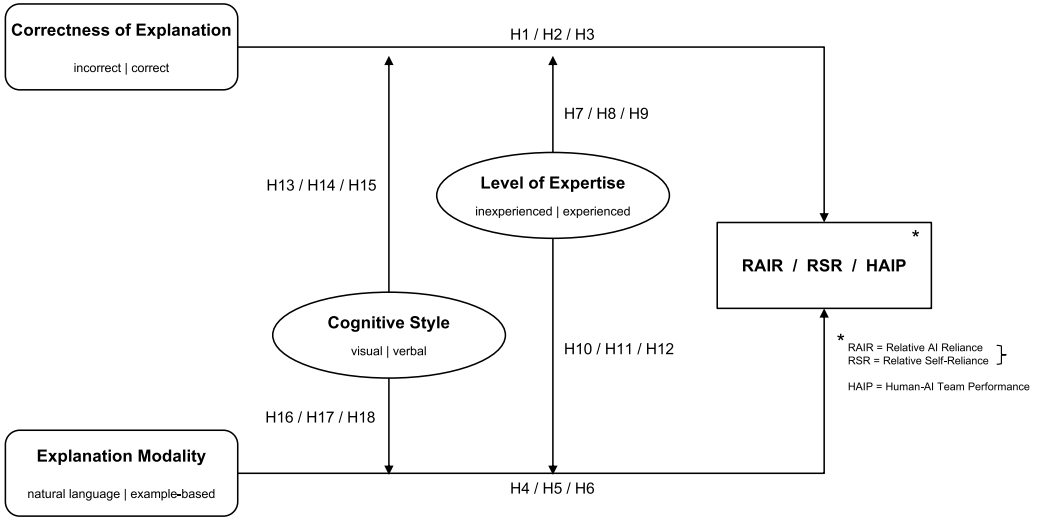 Correctness of Explanation
incorrect | correct
H1 / H2 / H3
H7 / H8 / H9
H13 / H14 / H15
Level of Expertise
inexperienced | experienced
*
RAIR / RSR / HAIP
Cognitive Style
visual | verbal
H10 / H11 / H12
* RAIR = Relative AI Reliance
RSR = Relative Self-Reliance
HAIP = Human-AI Team Performance
H16 / H17 / H18
Explanation Modality
natural language | example-based
H4 / H5 / H6